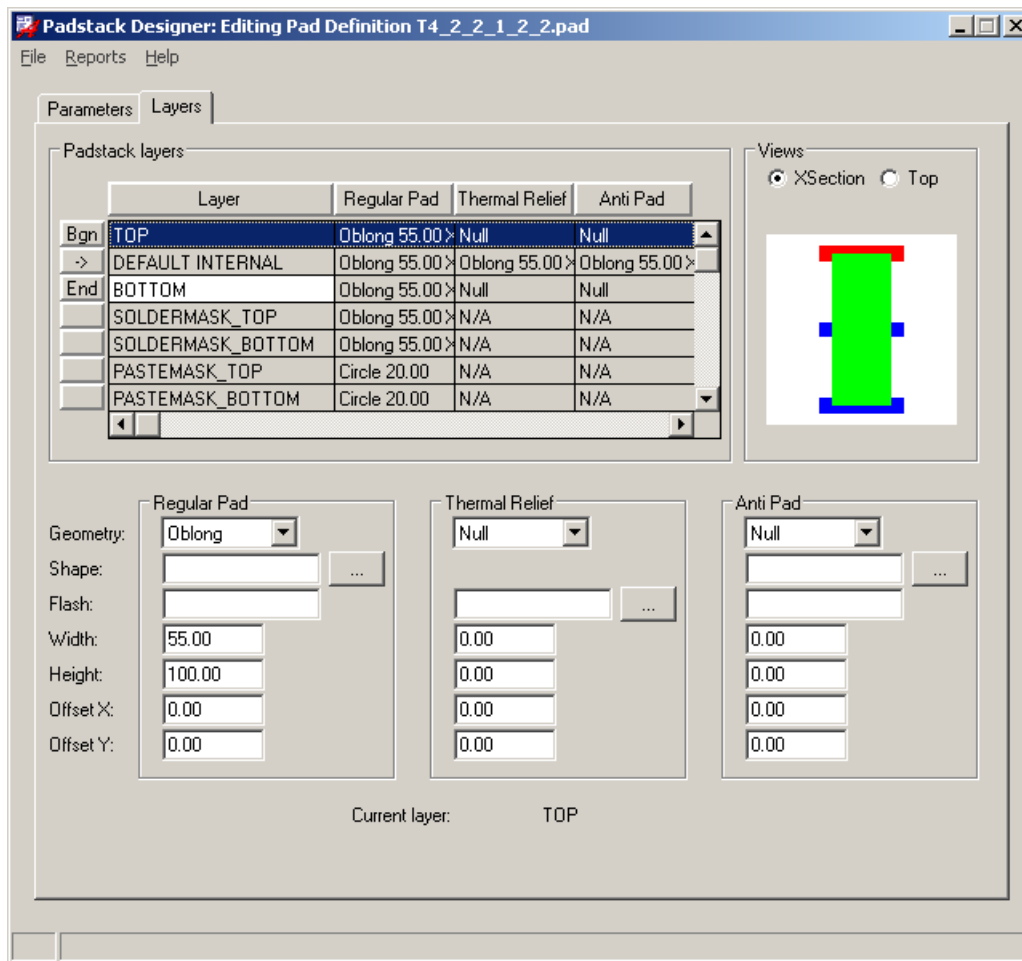 Padstack Designer: Editing Pad Definition T4_2_2_1_2_2.pad
File Reports Help
Parameters Layers
Padstack layers
Layer Regular Pad Thermal Relief Anti Pad
Bgn TOP Oblong 55.00 X Null Null
-> DEFAULT INTERNAL Oblong 55.00 X Oblong 55.00 X Oblong 55.00 X
End BOTTOM Oblong 55.00 X Null Null
SOLDERMASK_TOP Oblong 55.00 X N/A N/A
SOLDERMASK_BOTTOM Oblong 55.00 X N/A N/A
PASTEMASK_TOP Circle 20.00 N/A N/A
PASTEMASK_BOTTOM Circle 20.00 N/A N/A
Views
XSection Top
Regular Pad Thermal Relief Anti Pad
Geometry: Oblong Null Null
Shape: ... ...
Flash: ...
Width: 55.00 0.00 0.00
Height: 100.00 0.00 0.00
Offset X: 0.00 0.00 0.00
Offset Y: 0.00 0.00 0.00
Current layer: TOP